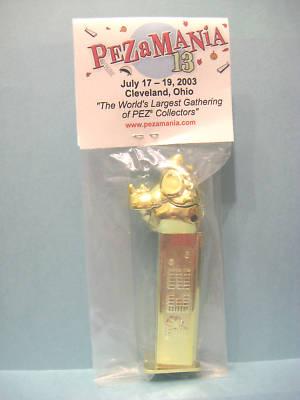 PEZaMANiA
13
July 17 – 19, 2003
Cleveland, Ohio
"The World's Largest Gathering
of PEZ® Collectors"
www.pezamania.com